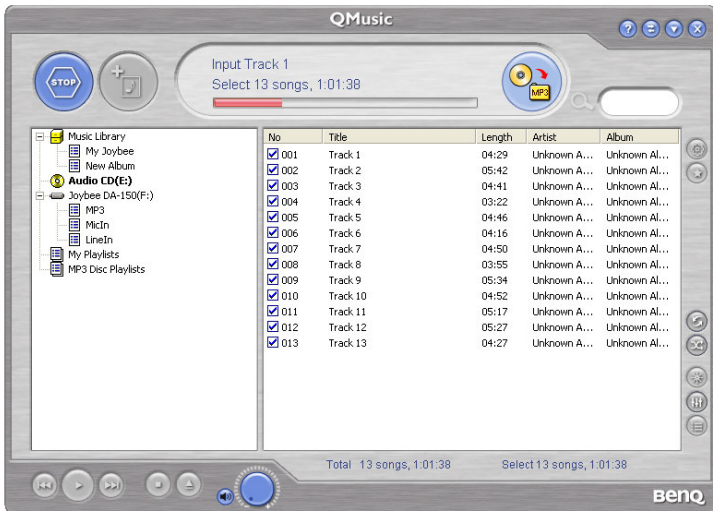 QMusic
STOP
Input Track 1
Select 13 songs, 1:01:38
MP3
Music Library
My Joybee
New Album
Audio CD(E:)
Joybee DA-150(F:)
MP3
MicIn
LineIn
My Playlists
MP3 Disc Playlists
No Title Length Artist Album
001 Track 1 04:29 Unknown A... Unknown Al...
002 Track 2 05:42 Unknown A... Unknown Al...
003 Track 3 04:41 Unknown A... Unknown Al...
004 Track 4 03:22 Unknown A... Unknown Al...
005 Track 5 04:46 Unknown A... Unknown Al...
006 Track 6 04:16 Unknown A... Unknown Al...
007 Track 7 04:50 Unknown A... Unknown Al...
008 Track 8 03:55 Unknown A... Unknown Al...
009 Track 9 05:34 Unknown A... Unknown Al...
010 Track 10 04:52 Unknown A... Unknown Al...
011 Track 11 05:17 Unknown A... Unknown Al...
012 Track 12 05:27 Unknown A... Unknown Al...
013 Track 13 04:27 Unknown A... Unknown Al...
Total 13 songs, 1:01:38 Select 13 songs, 1:01:38
BenQ